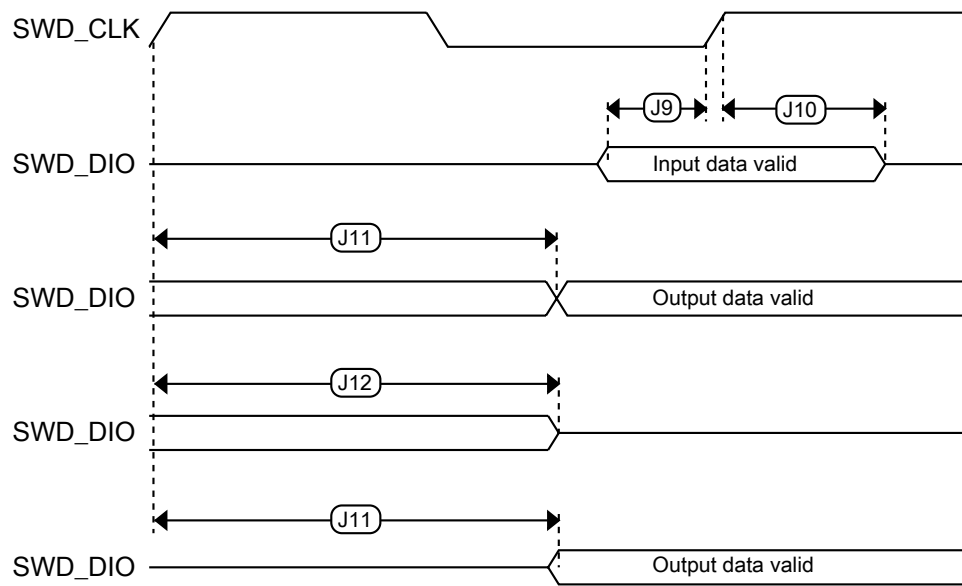 SWD_CLK
J9
J10
SWD_DIO
Input data valid
J11
SWD_DIO
Output data valid
J12
SWD_DIO
J11
SWD_DIO
Output data valid